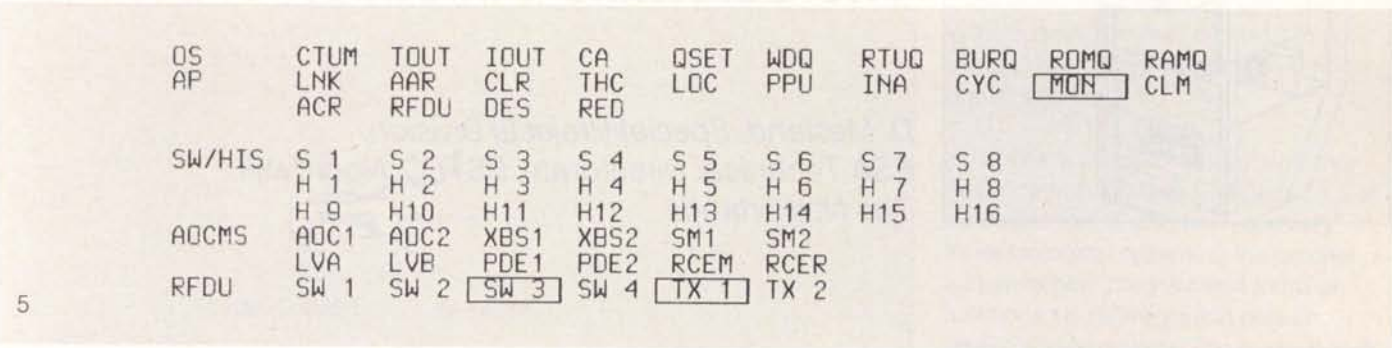 OS CTUM TOUT IOUT CA QSET WDQ RTUQ BURQ ROMQ RAMQ
AP LNK AAR CLR THC LOC PPU INA CYC MON CLM
ACR RFDU DES RED
SW/HIS S 1 S 2 S 3 S 4 S 5 S 6 S 7 S 8
H 1 H 2 H 3 H 4 H 5 H 6 H 7 H 8
H 9 H10 H11 H12 H13 H14 H15 H16
AOCMS AOC1 AOC2 XBS1 XBS2 SM1 SM2
LVA LVB PDE1 PDE2 RCEM RCER
RFDU SW 1 SW 2 SW 3 SW 4 TX 1 TX 2
5